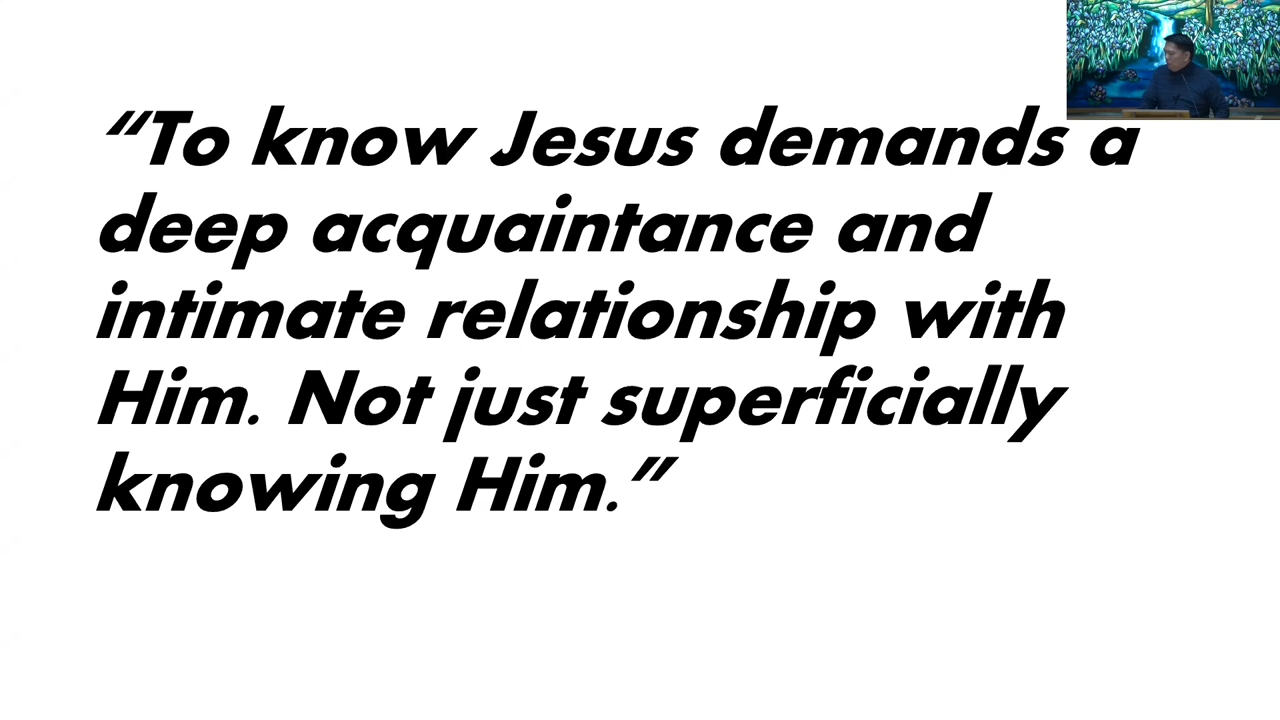 “To know Jesus demands a
deep acquaintance and
intimate relationship with
Him. Not just superficially
knowing Him.”